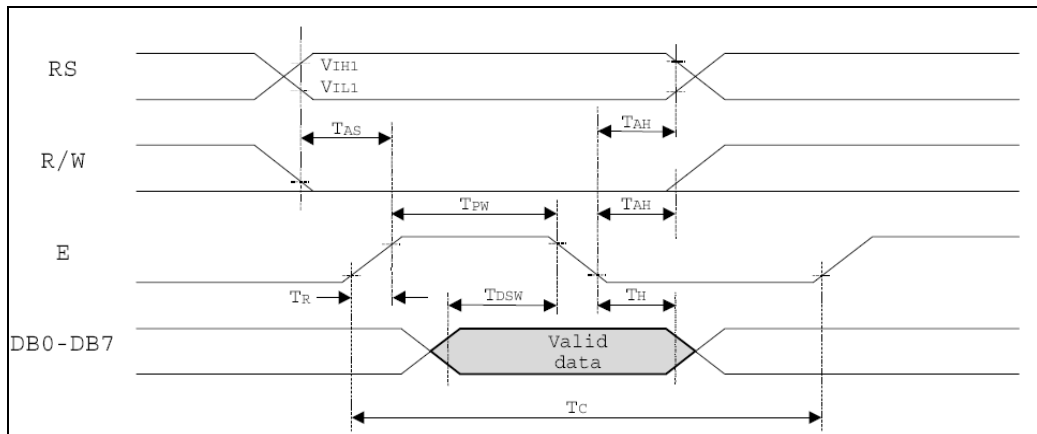 RS
VIH1
VIL1
TAS
TAH
R/W
TPW
TAH
E
TR
TDSW
TH
DB0-DB7
Valid
data
TC